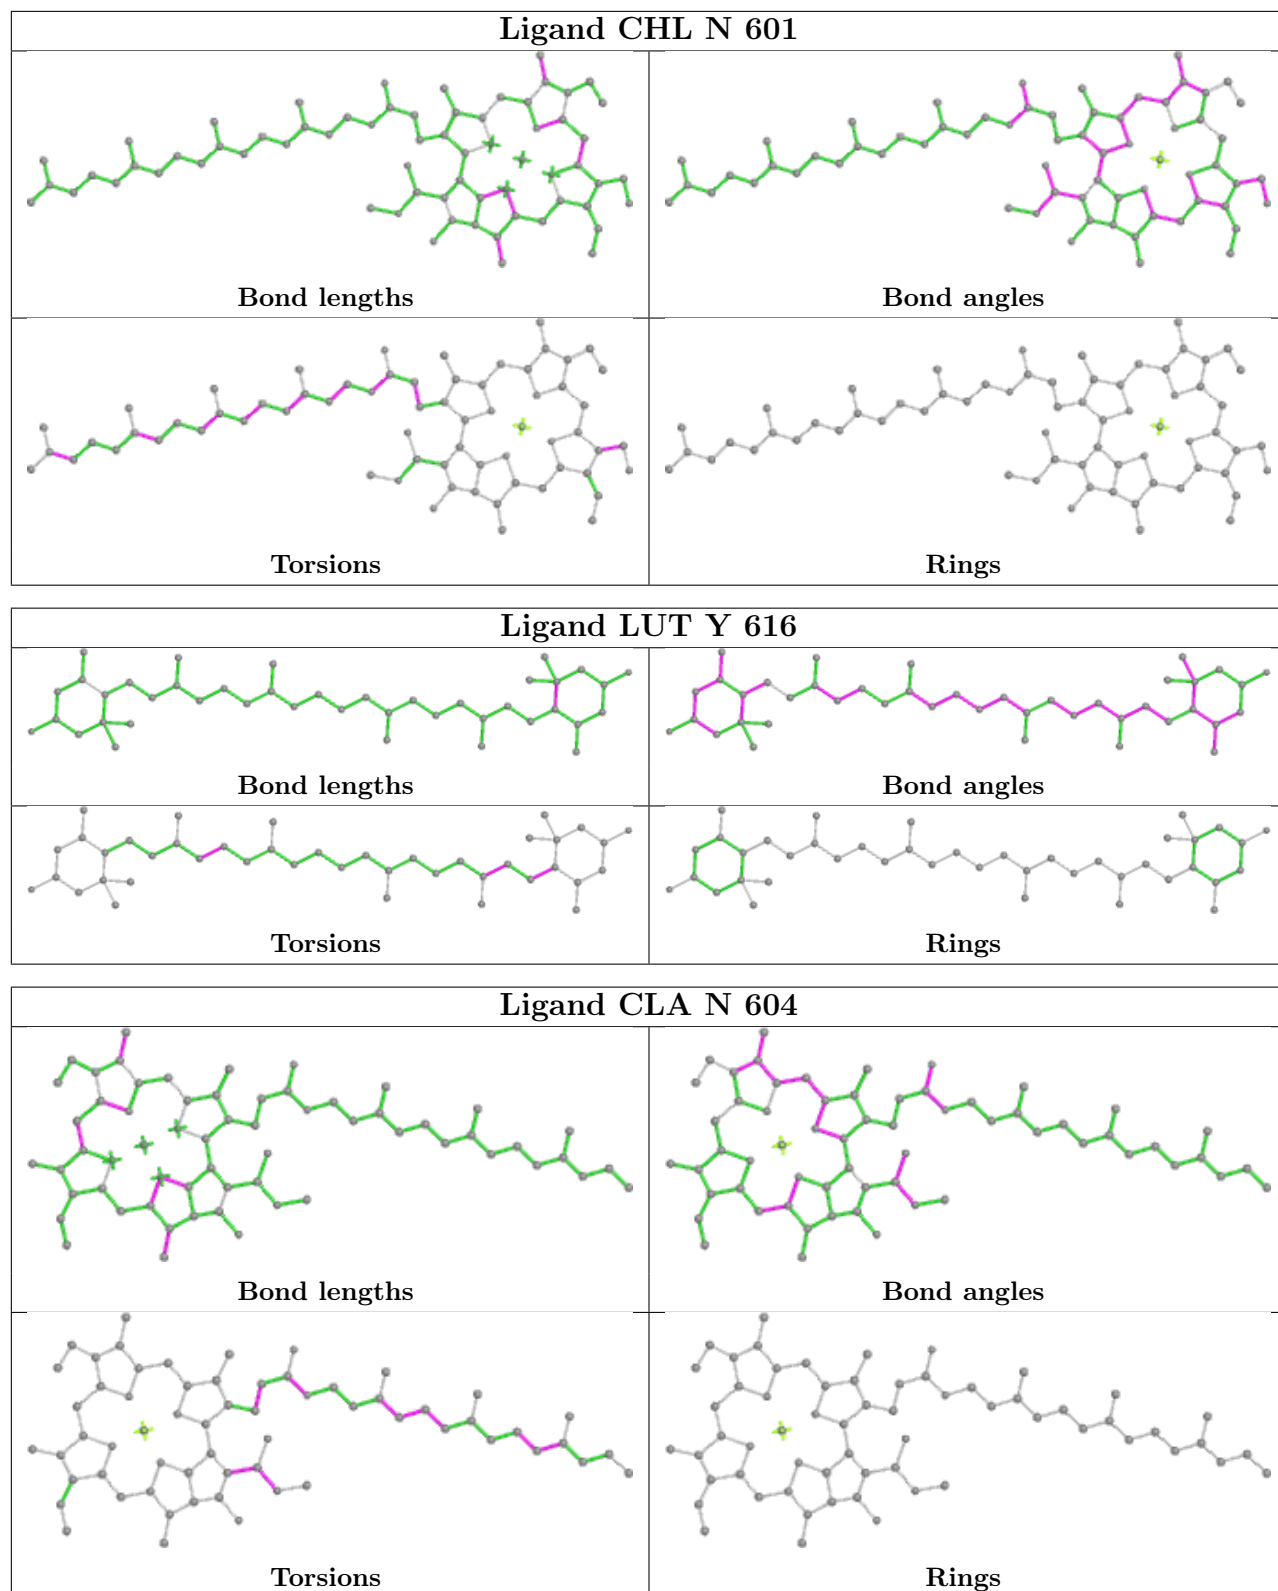 Ligand CHL N 601
Bond lengths
Bond angles
Torsions
Rings
Ligand LUT Y 616
Bond lengths
Bond angles
Torsions
Rings
Ligand CLA N 604
Bond lengths
Bond angles
Torsions
Rings